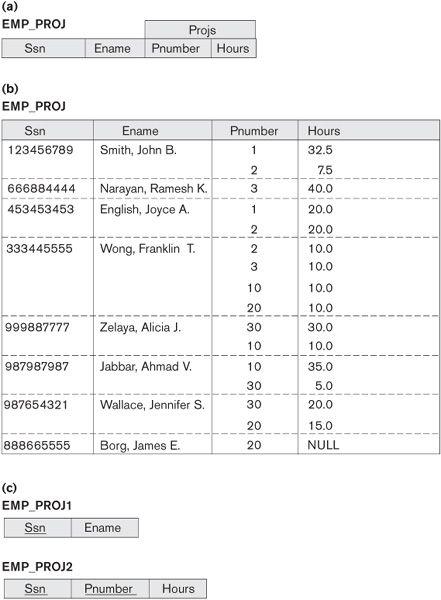 (a)
EMP_PROJ
Projs
Ssn Ename Pnumber Hours
(b)
EMP_PROJ
Ssn Ename Pnumber Hours
123456789 Smith, John B. 1 32.5
2 7.5
666884444 Narayan, Ramesh K. 3 40.0
453453453 English, Joyce A. 1 20.0
2 20.0
333445555 Wong, Franklin T. 2 10.0
3 10.0
10 10.0
20 10.0
999887777 Zelaya, Alicia J. 30 30.0
10 10.0
987987987 Jabbar, Ahmad V. 10 35.0
30 5.0
987654321 Wallace, Jennifer S. 30 20.0
20 15.0
888665555 Borg, James E. 20 NULL
(c)
EMP_PROJ1
Ssn Ename
EMP_PROJ2
Ssn Pnumber Hours